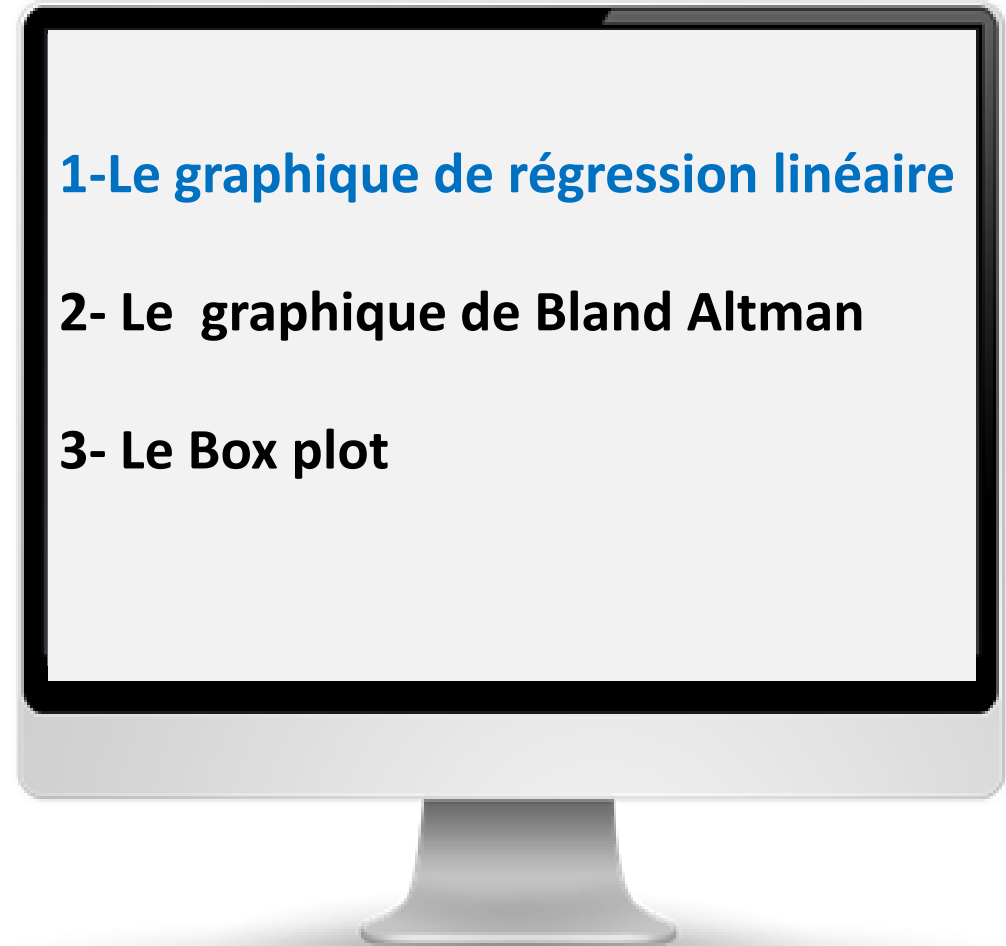 1-Le graphique de régression linéaire
2- Le  graphique de Bland Altman
3- Le Box plot